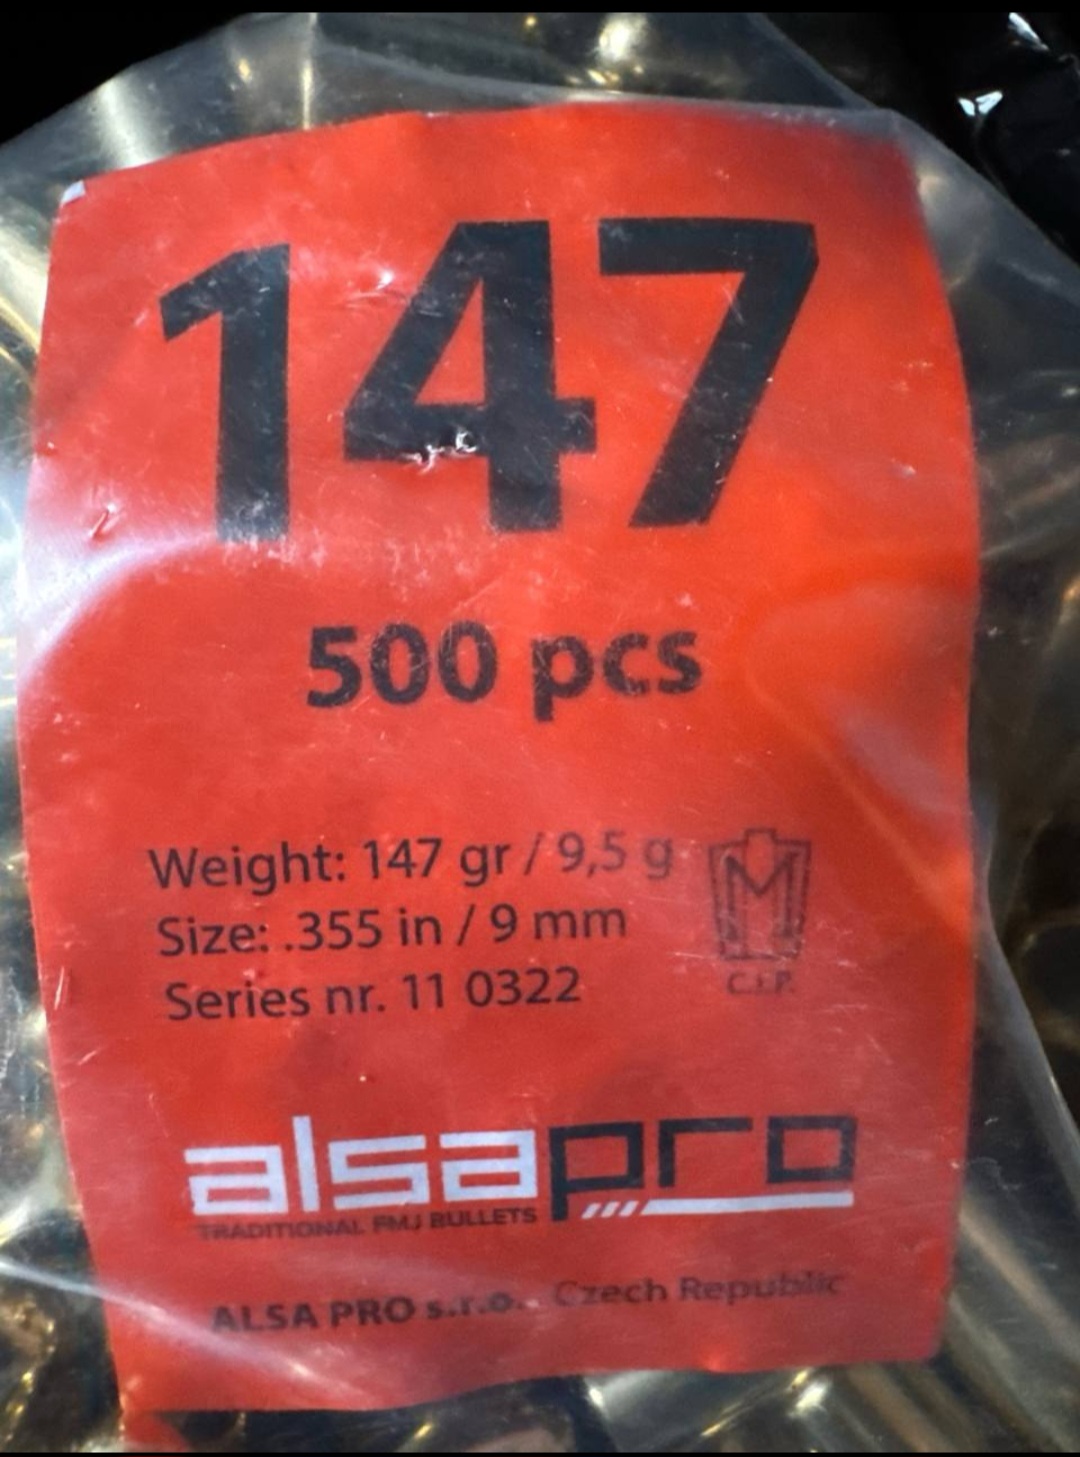 147
500 pcs
Weight: 147 gr / 9,5 g
Size: .355 in / 9 mm
Series nr. 11 0322
M
C.I.P.
alsapro
TRADITIONAL FMJ BULLETS
ALSA PRO s.r.o. Czech Republic